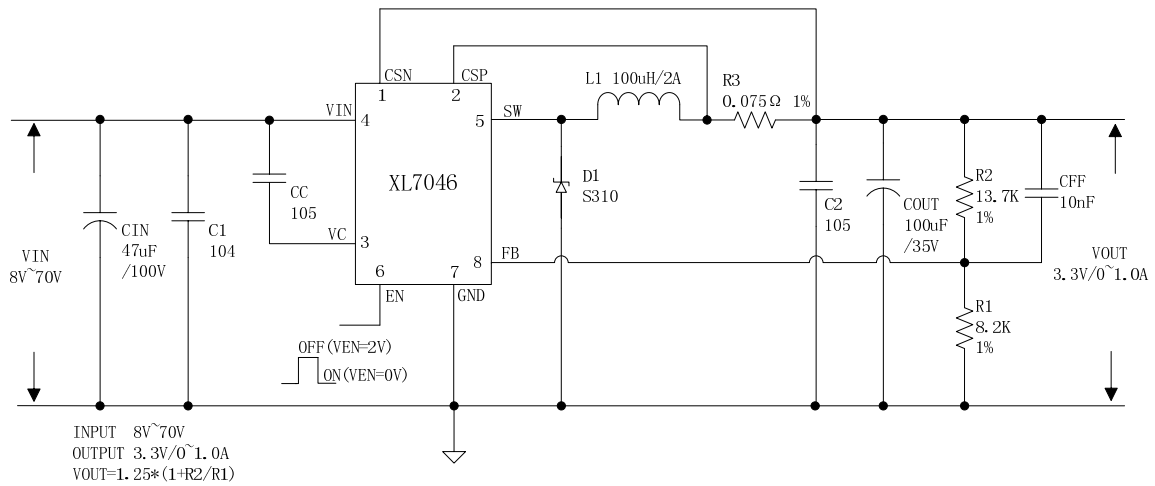 CSN
CSP
1
2
L1 100uH/2A
R3
0.075Ω 1%
VIN
4
5
SW
XL7046
CC
105
D1
S310
R2
13.7K
1%
CFF
10nF
CIN
47uF
/100V
C1
104
C2
105
COUT
100uF
/35V
VC
3
6
7
8
FB
VIN
8V~70V
VOUT
3.3V/0~1.0A
EN
GND
R1
8.2K
1%
OFF(VEN=2V)
ON(VEN=0V)
INPUT 8V~70V
OUTPUT 3.3V/0~1.0A
VOUT=1.25*(1+R2/R1)